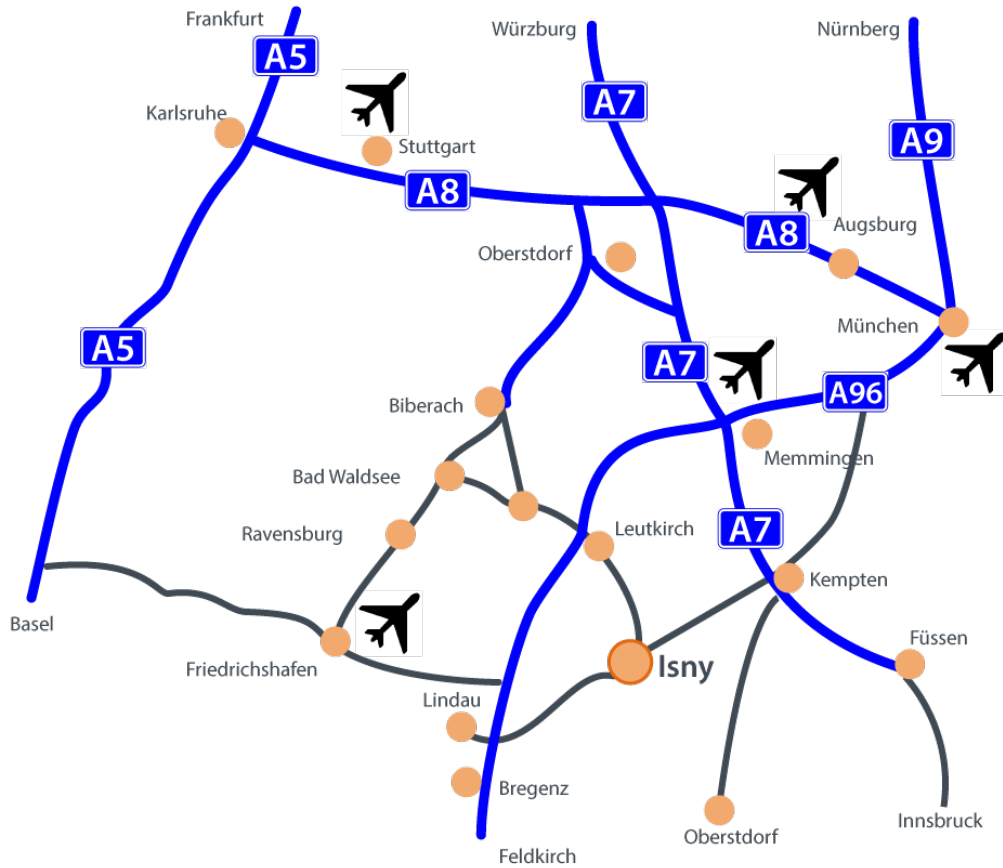 Frankfurt
Würzburg
Nürnberg
A5
A7
Karlsruhe
A9
Stuttgart
A8
Augsburg
A8
Oberstdorf
München
A5
A7
A96
Biberach
Memmingen
Bad Waldsee
Ravensburg
Leutkirch
A7
Kempten
Basel
Füssen
Friedrichshafen
Isny
Lindau
Bregenz
Innsbruck
Oberstdorf
Feldkirch